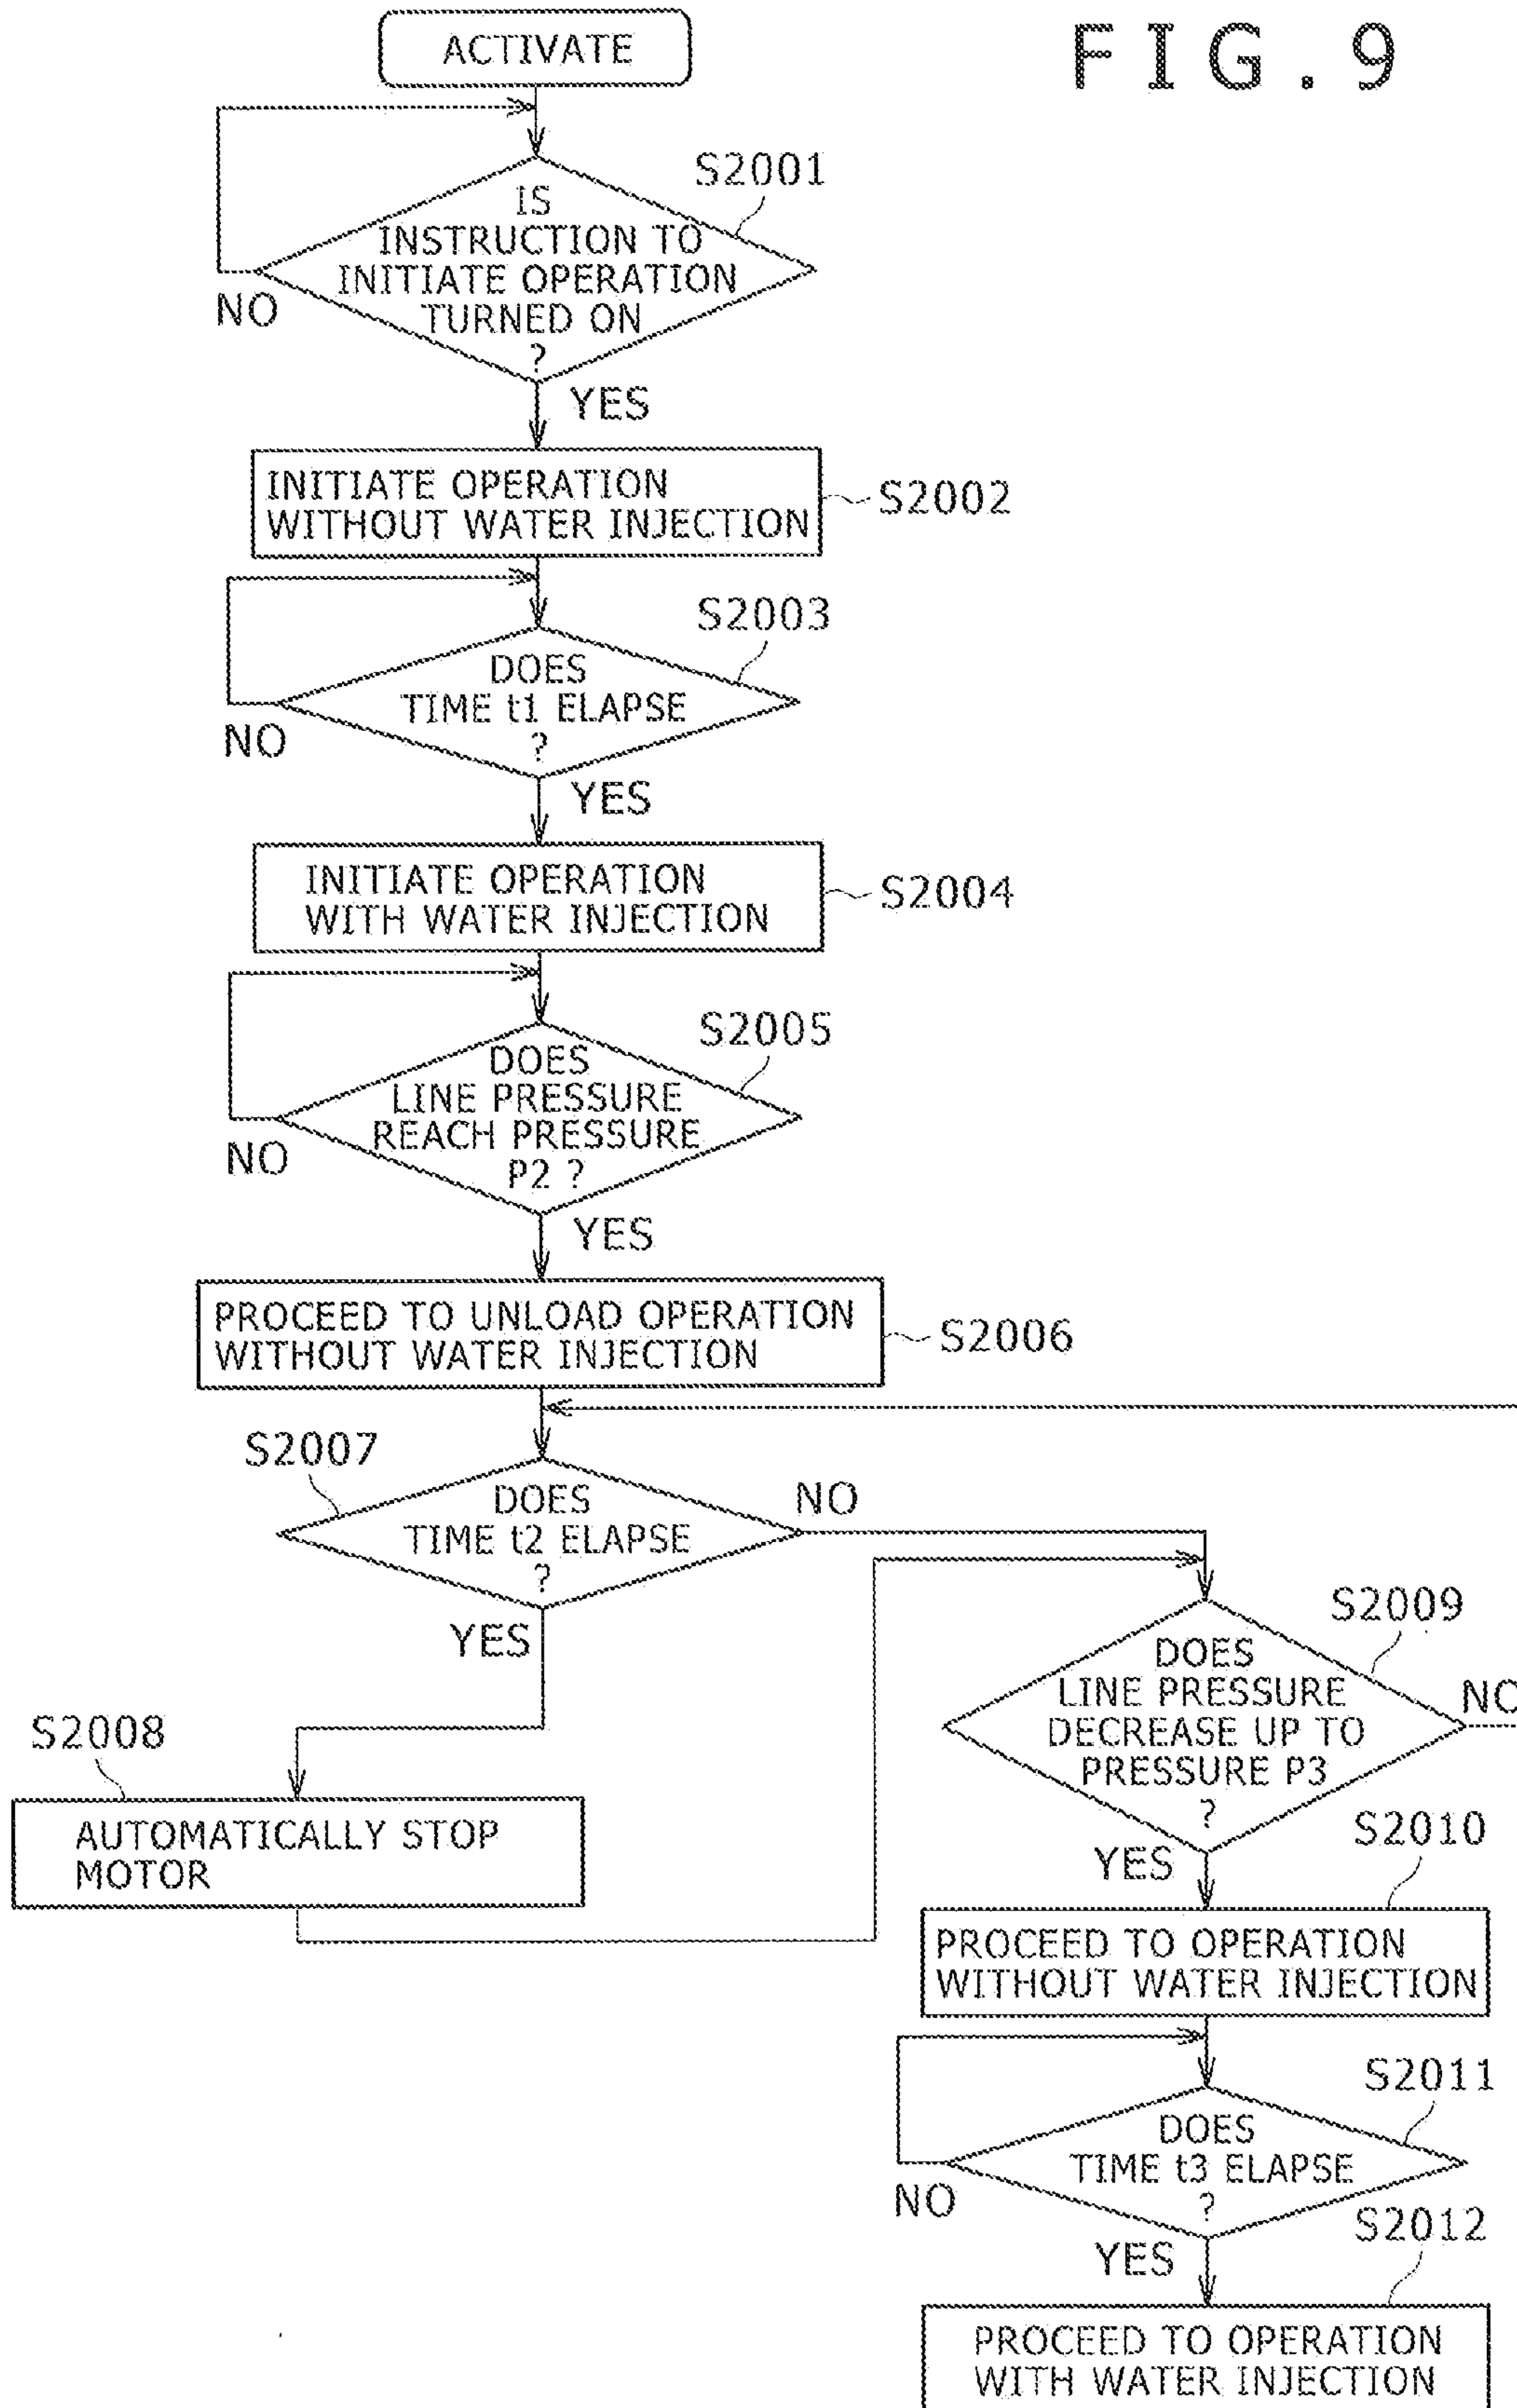 FIG.9
ACTIVATE
S2001
IS
INSTRUCTION TO
INITIATE OPERATION
TURNED ON
?
NO
YES
INITIATE OPERATION
WITHOUT WATER INJECTION
S2002
S2003
DOES
TIME t1 ELAPSE
?
NO
YES
INITIATE OPERATION
WITH WATER INJECTION
S2004
S2005
DOES
LINE PRESSURE
REACH PRESSURE
P2 ?
NO
YES
PROCEED TO UNLOAD OPERATION
WITHOUT WATER INJECTION
S2006
S2007
DOES
TIME t2 ELAPSE
?
NO
YES
S2008
AUTOMATICALLY STOP
MOTOR
S2009
DOES
LINE PRESSURE
DECREASE UP TO
PRESSURE P3
?
NO
YES
S2010
PROCEED TO OPERATION
WITHOUT WATER INJECTION
S2011
DOES
TIME t3 ELAPSE
?
NO
YES
S2012
PROCEED TO OPERATION
WITH WATER INJECTION